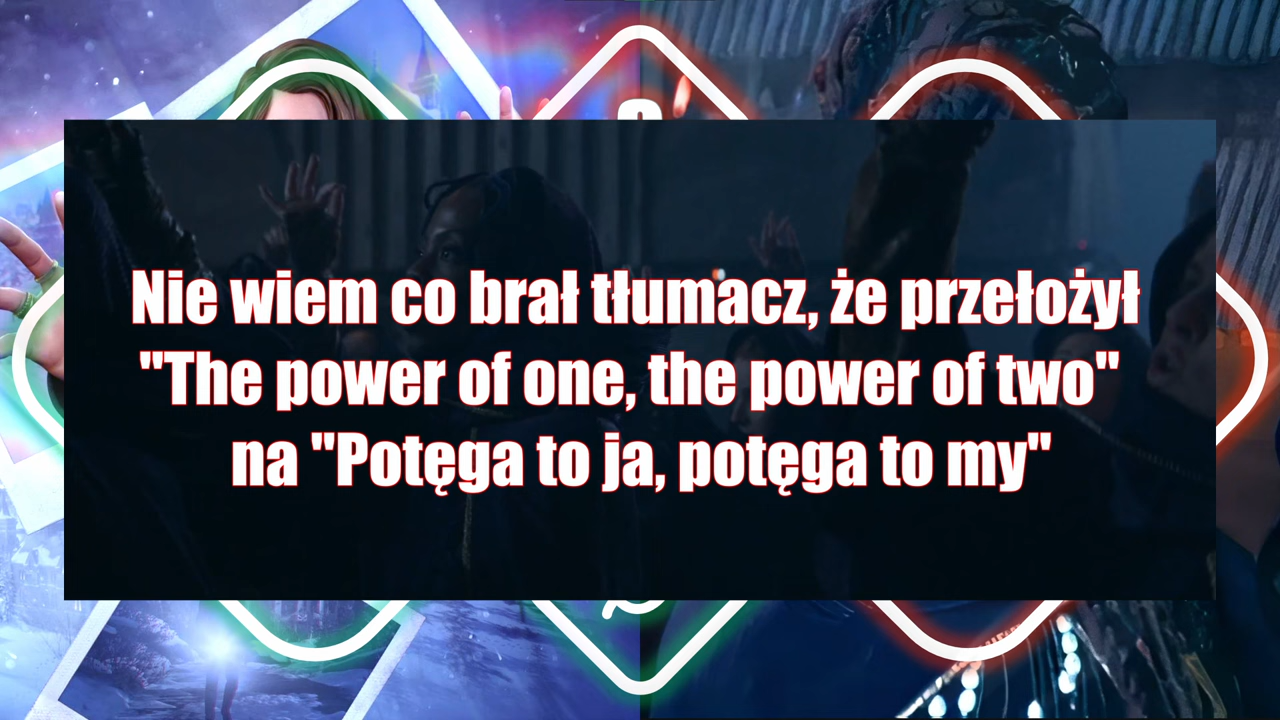 Nie wiem co brał tłumacz, że przełożył
"The power of one, the power of two"
na "Potęga to ja, potęga to my"